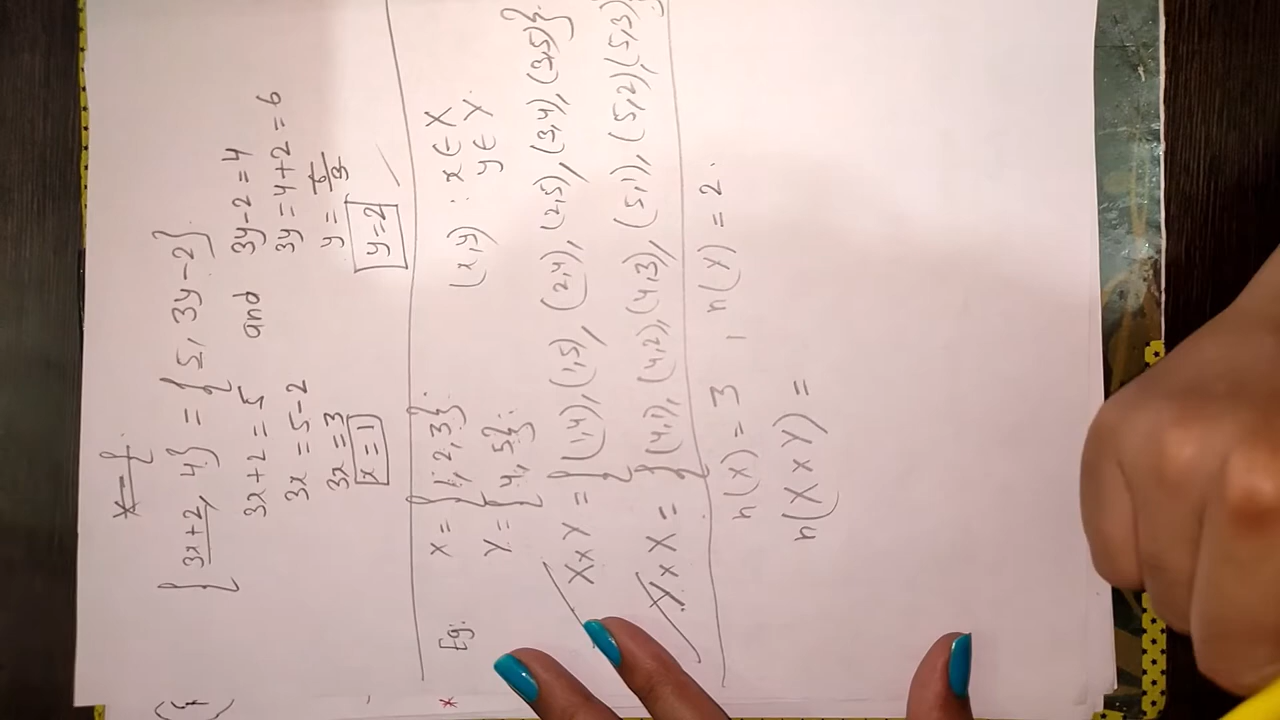 x = {
{3x+2, 4} = {5, 3y-2}
3x+2 = 5 and 3y-2 = 4
3x = 5-2 3y = 4+2 = 6
3x = 3 y = 6/3
x = 1 y = 2
* Eg: X = {1, 2, 3}. (x,y) : x ∈ X
Y = {4, 5}. y ∈ Y.
X x Y = {(1,4), (1,5), (2,4), (2,5), (3,4), (3,5)}.
Y x X = {(4,1), (4,2), (4,3), (5,1), (5,2) (5,3)}
n(X) = 3 , n(Y) = 2.
n(X x Y) =